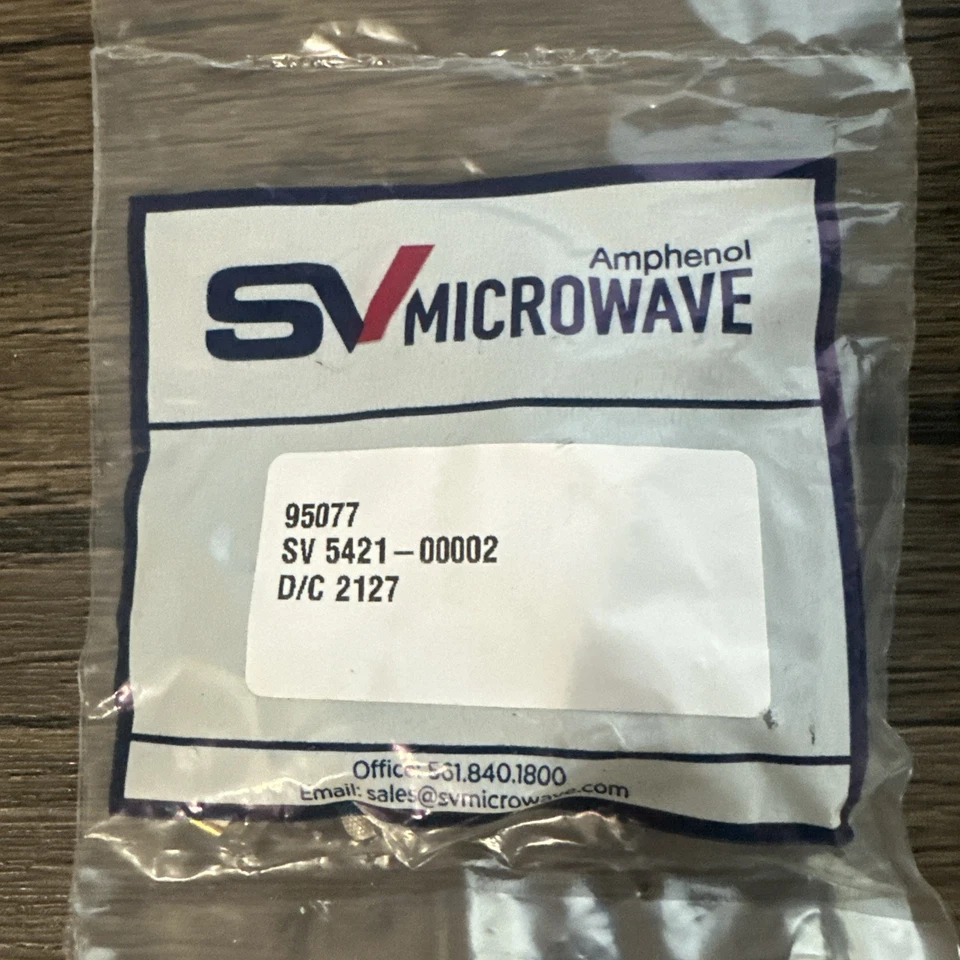 Amphenol
SV MICROWAVE
95077
SV 5421-00002
D/C 2127
Office: 561.840.1800
Email: sales@svmicrowave.com